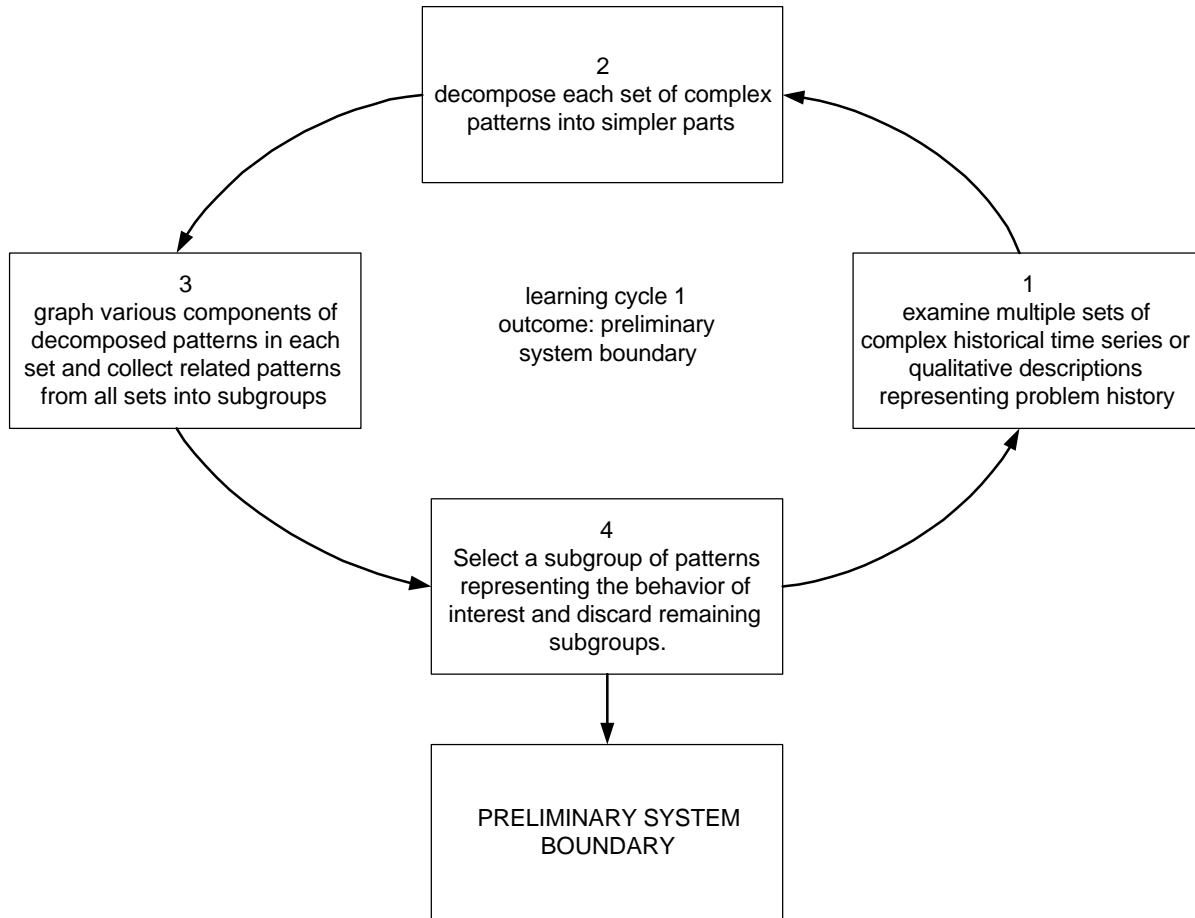 2
decompose each set of complex
patterns into simpler parts
3
graph various components of
decomposed patterns in each
set and collect related patterns
from all sets into subgroups
learning cycle 1
outcome: preliminary
system boundary
1
examine multiple sets of
complex historical time series or
qualitative descriptions
representing problem history
4
Select a subgroup of patterns
representing the behavior of
interest and discard remaining
subgroups.
PRELIMINARY SYSTEM
BOUNDARY